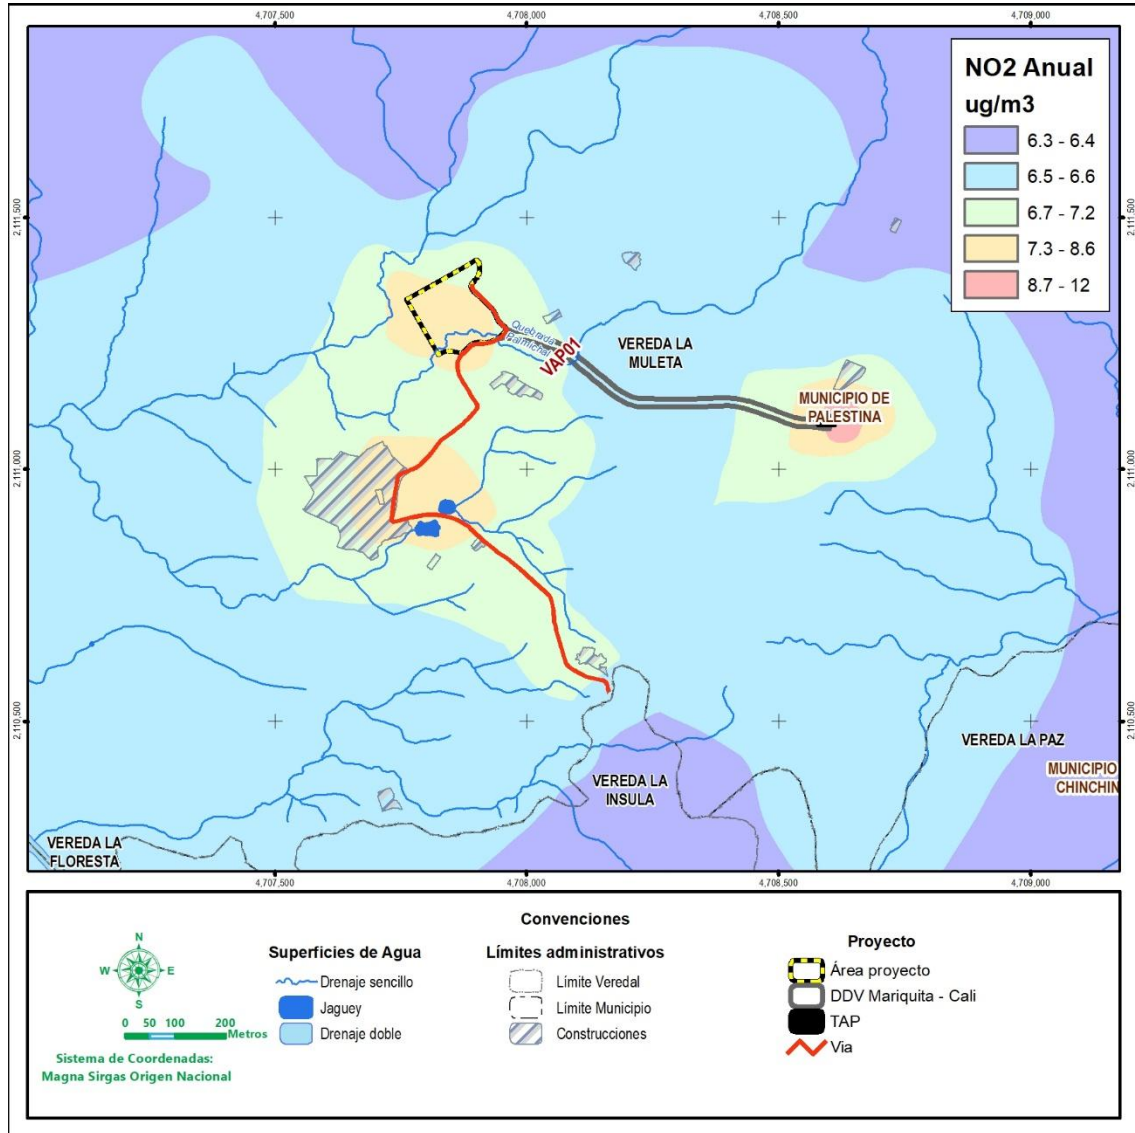 4,707,500
4,708,000
4,708,500
4,709,000
NO2 Anual
ug/m3
6.3 - 6.4
6.5 - 6.6
6.7 - 7.2
7.3 - 8.6
8.7 - 12
2,111,500
2,111,500
Quebrada
Palmichal
VAP01
VEREDA LA
MULETA
MUNICIPIO DE
PALESTINA
2,111,000
2,111,000
2,110,500
2,110,500
VEREDA LA PAZ
MUNICIPIO
CHINCHIN
VEREDA LA
INSULA
VEREDA LA
FLORESTA
4,707,500
4,708,000
4,708,500
4,709,000
Convenciones
N
W
E
S
0 50 100 200
Metros
Sistema de Coordenadas:
Magna Sirgas Origen Nacional
Superficies de Agua
Drenaje sencillo
Jaguey
Drenaje doble
Límites administrativos
Límite Veredal
Límite Municipio
Construcciones
Proyecto
Área proyecto
DDV Mariquita - Cali
TAP
Via